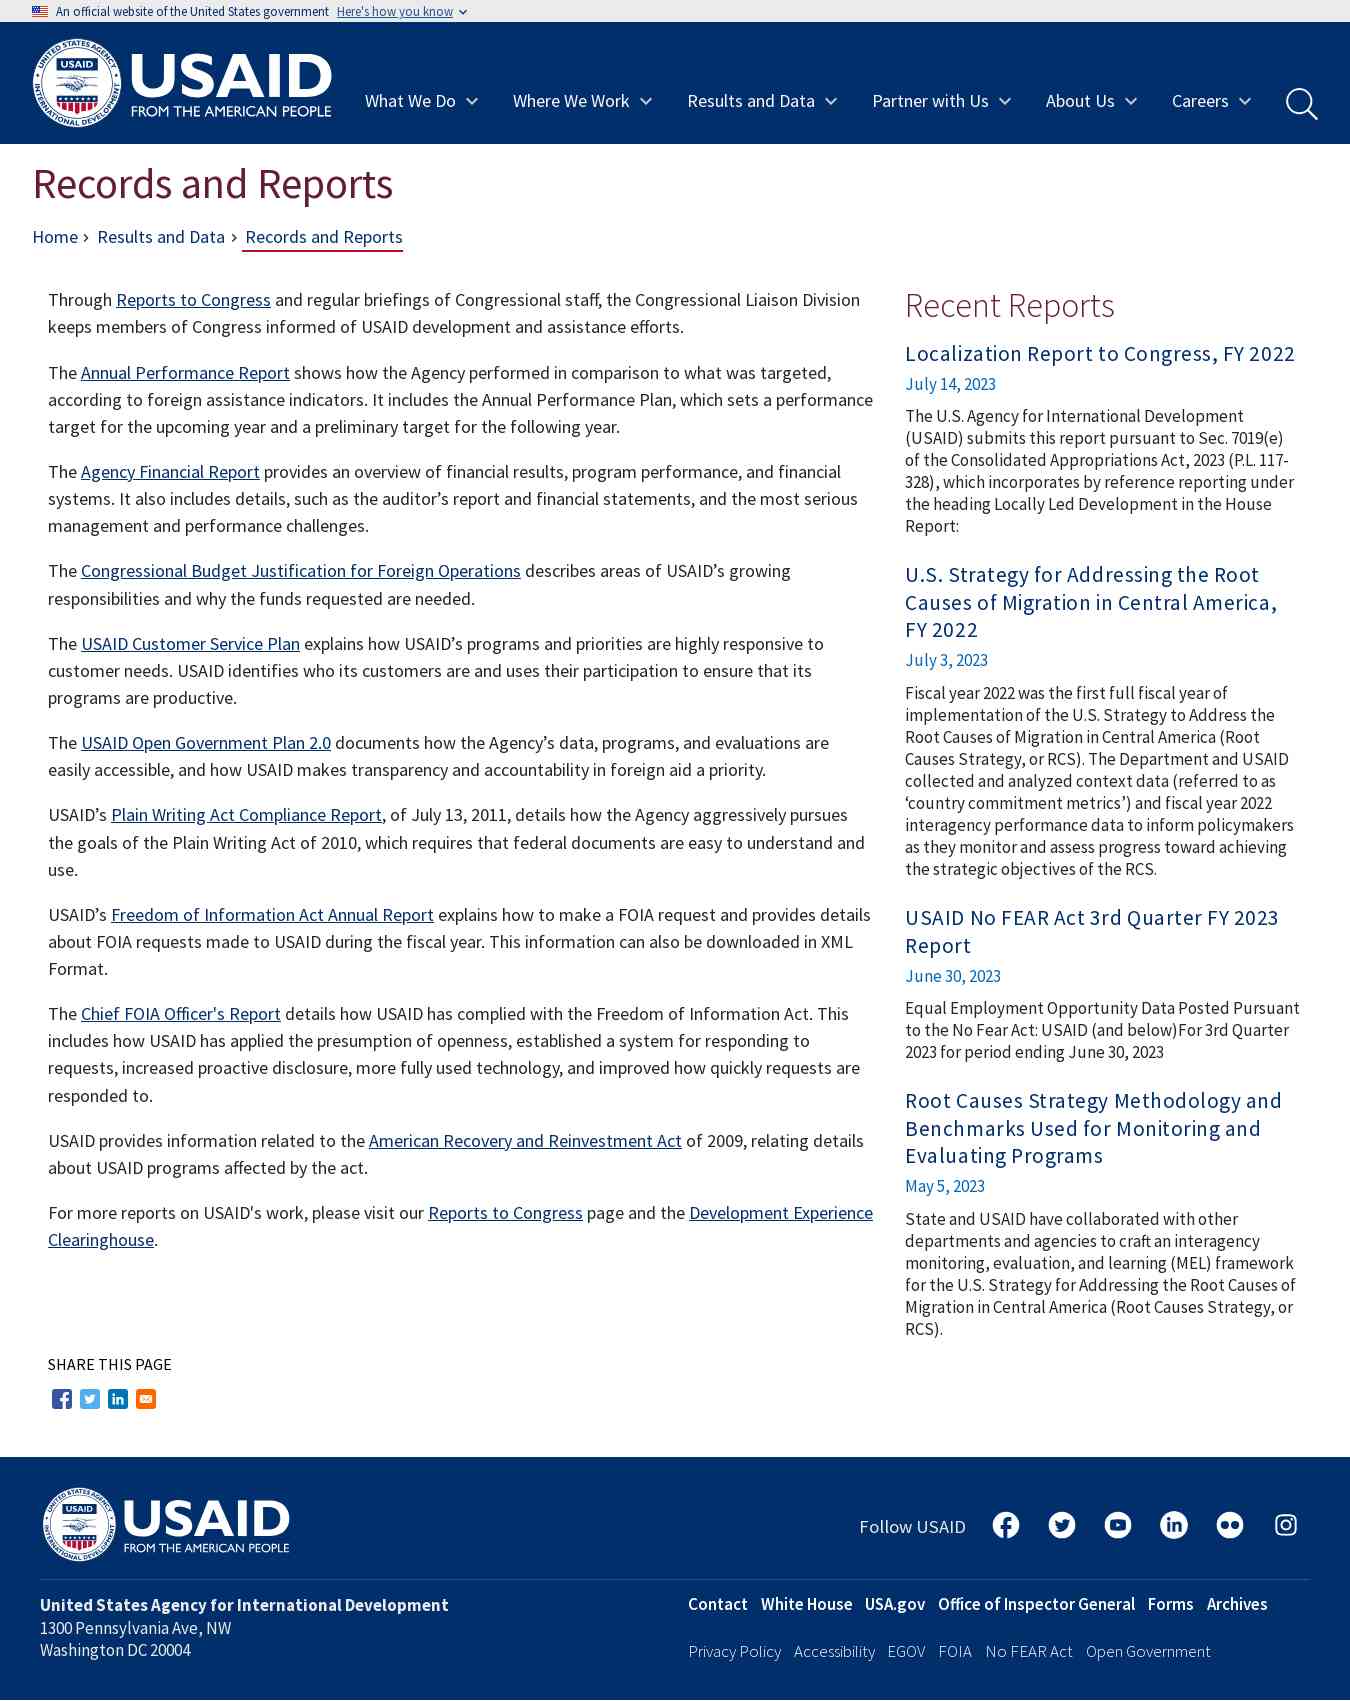 An official website of the United States government Here's how you know
UNITED STATES AGENCY
USAID
INTERNATIONAL DEVELOPMENT
USAID
FROM THE AMERICAN PEOPLE
What We Do Where We Work Results and Data Partner with Us About Us Careers
Records and Reports
Home › Results and Data › Records and Reports
Through Reports to Congress and regular briefings of Congressional staff, the Congressional Liaison Division
keeps members of Congress informed of USAID development and assistance efforts.
The Annual Performance Report shows how the Agency performed in comparison to what was targeted,
according to foreign assistance indicators. It includes the Annual Performance Plan, which sets a performance
target for the upcoming year and a preliminary target for the following year.
The Agency Financial Report provides an overview of financial results, program performance, and financial
systems. It also includes details, such as the auditor’s report and financial statements, and the most serious
management and performance challenges.
The Congressional Budget Justification for Foreign Operations describes areas of USAID’s growing
responsibilities and why the funds requested are needed.
The USAID Customer Service Plan explains how USAID’s programs and priorities are highly responsive to
customer needs. USAID identifies who its customers are and uses their participation to ensure that its
programs are productive.
The USAID Open Government Plan 2.0 documents how the Agency’s data, programs, and evaluations are
easily accessible, and how USAID makes transparency and accountability in foreign aid a priority.
USAID’s Plain Writing Act Compliance Report, of July 13, 2011, details how the Agency aggressively pursues
the goals of the Plain Writing Act of 2010, which requires that federal documents are easy to understand and
use.
USAID’s Freedom of Information Act Annual Report explains how to make a FOIA request and provides details
about FOIA requests made to USAID during the fiscal year. This information can also be downloaded in XML
Format.
The Chief FOIA Officer's Report details how USAID has complied with the Freedom of Information Act. This
includes how USAID has applied the presumption of openness, established a system for responding to
requests, increased proactive disclosure, more fully used technology, and improved how quickly requests are
responded to.
USAID provides information related to the American Recovery and Reinvestment Act of 2009, relating details
about USAID programs affected by the act.
For more reports on USAID's work, please visit our Reports to Congress page and the Development Experience
Clearinghouse.
Recent Reports
Localization Report to Congress, FY 2022
July 14, 2023
The U.S. Agency for International Development
(USAID) submits this report pursuant to Sec. 7019(e)
of the Consolidated Appropriations Act, 2023 (P.L. 117-
328), which incorporates by reference reporting under
the heading Locally Led Development in the House
Report:
U.S. Strategy for Addressing the Root
Causes of Migration in Central America,
FY 2022
July 3, 2023
Fiscal year 2022 was the first full fiscal year of
implementation of the U.S. Strategy to Address the
Root Causes of Migration in Central America (Root
Causes Strategy, or RCS). The Department and USAID
collected and analyzed context data (referred to as
‘country commitment metrics’) and fiscal year 2022
interagency performance data to inform policymakers
as they monitor and assess progress toward achieving
the strategic objectives of the RCS.
USAID No FEAR Act 3rd Quarter FY 2023
Report
June 30, 2023
Equal Employment Opportunity Data Posted Pursuant
to the No Fear Act: USAID (and below)For 3rd Quarter
2023 for period ending June 30, 2023
Root Causes Strategy Methodology and
Benchmarks Used for Monitoring and
Evaluating Programs
May 5, 2023
State and USAID have collaborated with other
departments and agencies to craft an interagency
monitoring, evaluation, and learning (MEL) framework
for the U.S. Strategy for Addressing the Root Causes of
Migration in Central America (Root Causes Strategy, or
RCS).
SHARE THIS PAGE
UNITED STATES AGENCY
USAID
INTERNATIONAL DEVELOPMENT
USAID
FROM THE AMERICAN PEOPLE
Follow USAID
United States Agency for International Development
1300 Pennsylvania Ave, NW
Washington DC 20004
Contact White House USA.gov Office of Inspector General Forms Archives
Privacy Policy Accessibility EGOV FOIA No FEAR Act Open Government